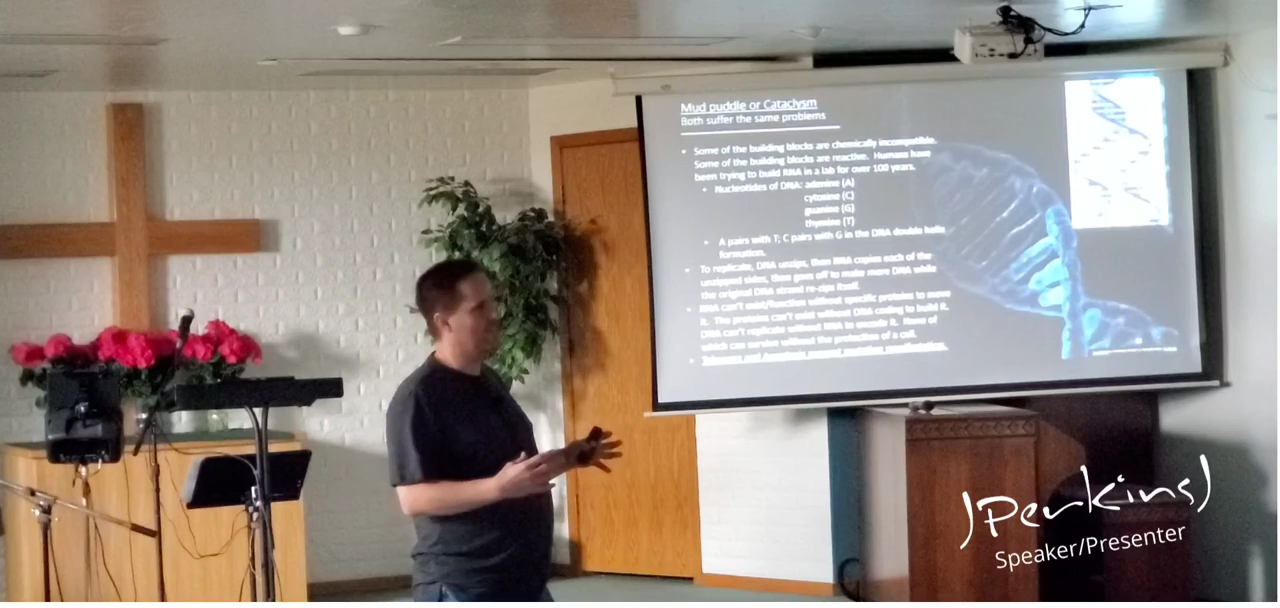 Mud puddle or Cataclysm
Both suffer the same problems
• Some of the building blocks are chemically incompatible.
Some of the building blocks are reactive. Humans have
been trying to build RNA in a lab for over 100 years.
• Nucleotides of DNA: adenine (A)
cytosine (C)
guanine (G)
thymine (T)
• A pairs with T; C pairs with G in the DNA double helix
formation.
• To replicate, DNA unzips, then RNA copies each of the
unzipped sides, then goes off to make more DNA while
the original DNA strand re-zips itself.
• RNA can't exist/function without specific proteins to move
it. The proteins can't exist without DNA coding to build it.
DNA can't replicate without RNA to encode it. None of
which can survive without the protection of a cell.
JPerkins
Speaker/Presenter